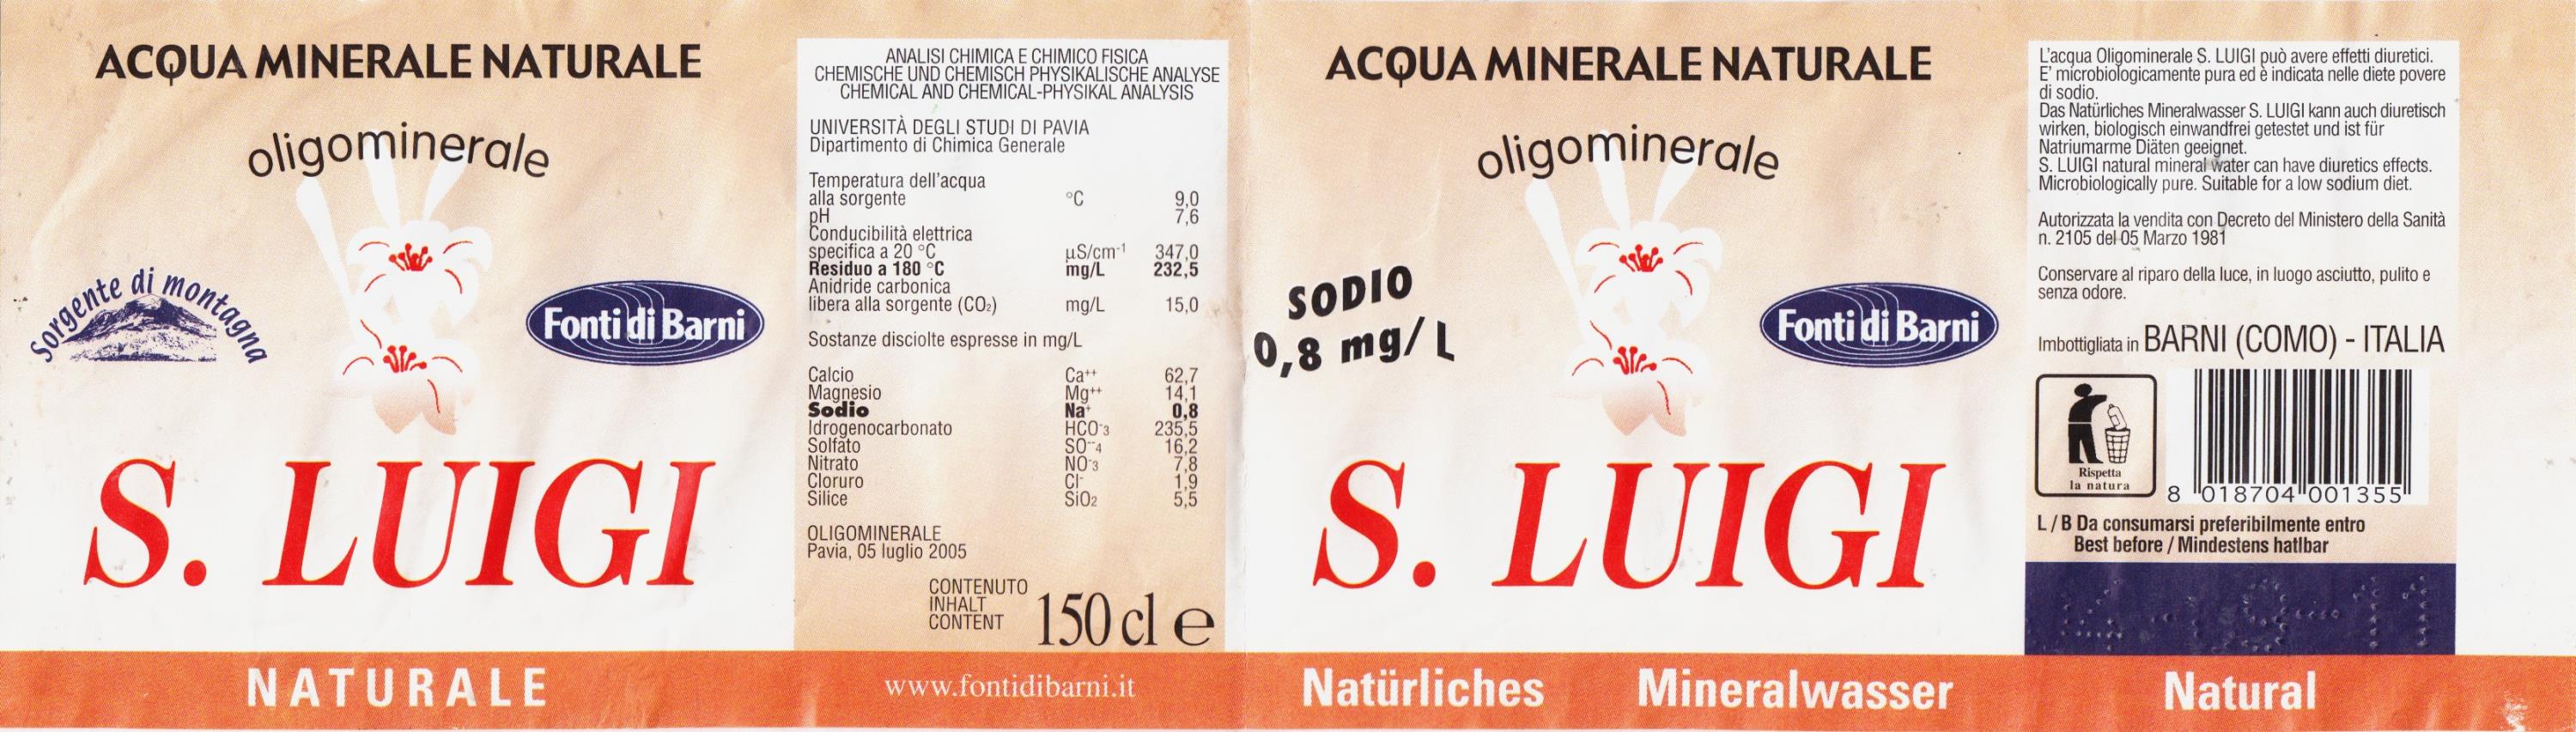 ACQUA MINERALE NATURALE
oligominerale
Sorgente di montagna
Fonti di Barni
S. LUIGI
NATURALE
ANALISI CHIMICA E CHIMICO FISICA
CHEMISCHE UND CHEMISCH PHYSIKALISCHE ANALYSE
CHEMICAL AND CHEMICAL-PHYSIKAL ANALYSIS
UNIVERSITÀ DEGLI STUDI DI PAVIA
Dipartimento di Chimica Generale
Temperatura dell'acqua
alla sorgente °C 9,0
pH 7,6
Conducibilità elettrica
specifica a 20 °C µS/cm⁻¹ 347,0
Residuo a 180 °C mg/L 232,5
Anidride carbonica
libera alla sorgente (CO₂) mg/L 15,0
Sostanze disciolte espresse in mg/L
Calcio Ca⁺⁺ 62,7
Magnesio Mg⁺⁺ 14,1
Sodio Na⁺ 0,8
Idrogenocarbonato HCO⁻₃ 235,5
Solfato SO⁻⁻₄ 16,2
Nitrato NO⁻₃ 7,8
Cloruro Cl⁻ 1,9
Silice SiO₂ 5,5
OLIGOMINERALE
Pavia, 05 luglio 2005
CONTENUTO
INHALT
CONTENT
150 cl e
www.fontidibarni.it
ACQUA MINERALE NATURALE
oligominerale
SODIO
0,8 mg/L
Fonti di Barni
S. LUIGI
Natürliches Mineralwasser
L'acqua Oligominerale S. LUIGI può avere effetti diuretici.
E' microbiologicamente pura ed è indicata nelle diete povere
di sodio.
Das Natürliches Mineralwasser S. LUIGI kann auch diuretisch
wirken, biologisch einwandfrei getestet und ist für
Natriumarme Diäten geeignet.
S. LUIGI natural mineral water can have diuretics effects.
Microbiologically pure. Suitable for a low sodium diet.
Autorizzata la vendita con Decreto del Ministero della Sanità
n. 2105 del 05 Marzo 1981
Conservare al riparo della luce, in luogo asciutto, pulito e
senza odore.
Imbottigliata in BARNI (COMO) - ITALIA
Rispetta
la natura
8 018704 001355
L / B Da consumarsi preferibilmente entro
Best before / Mindestens hatlbar
Natural